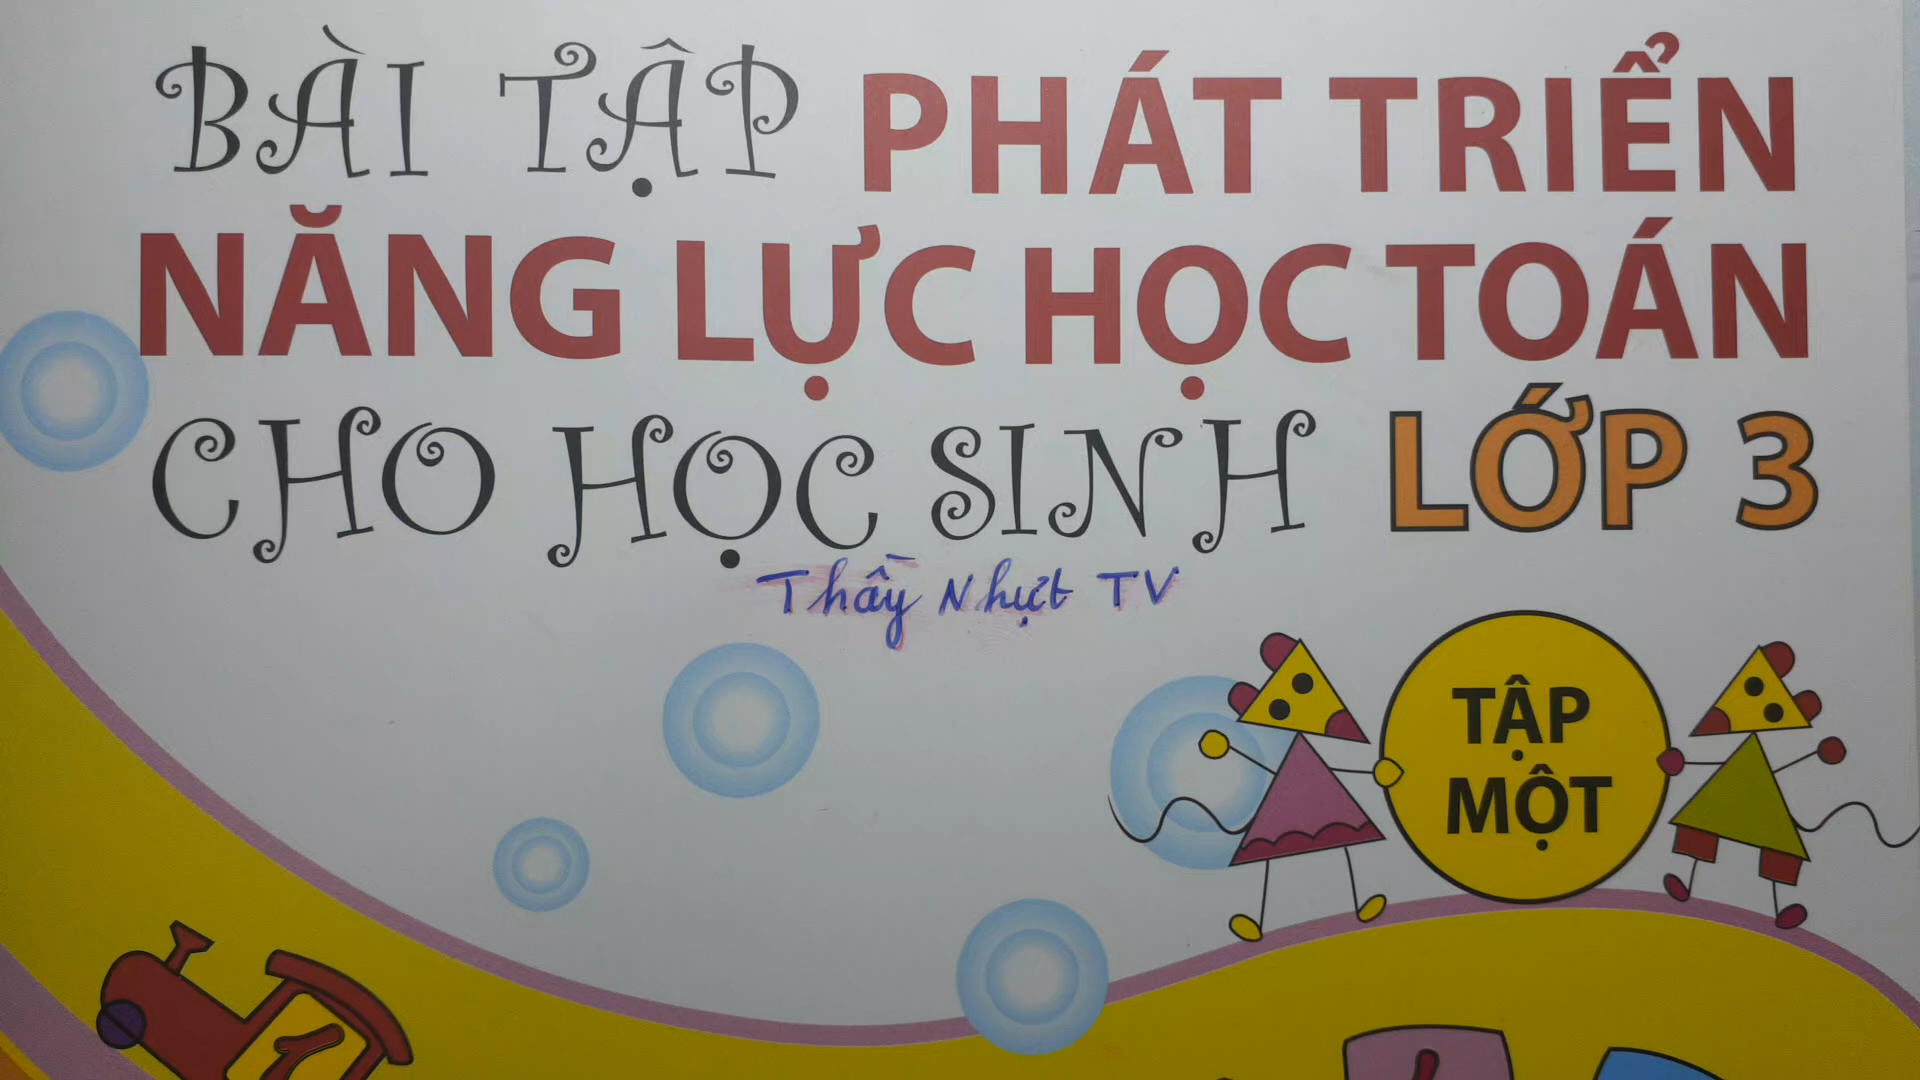 BÀI TẬP PHÁT TRIỂN
NĂNG LỰC HỌC TOÁN
CHO HỌC SINH LỚP 3
Thầy Nhựt TV
TẬP
MỘT